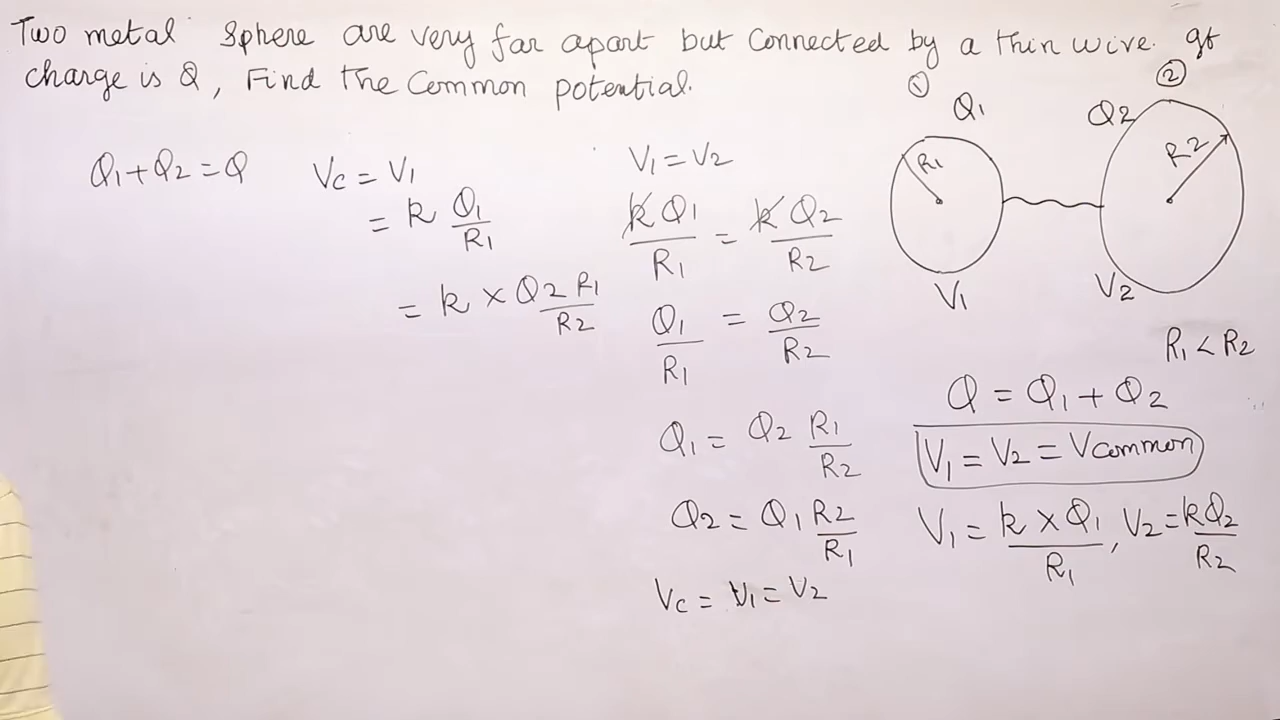 Two metal Sphere are very far apart but Connected by a thin wire. gf
charge is Q, Find the Common potential.
① ②
Q1 Q2
R1 R2
V1 V2
R1 < R2
Q1 + Q2 = Q
Vc = V1
= k Q1/R1
= k × Q2 R1/R2
V1 = V2
kQ1/R1 = kQ2/R2
Q1/R1 = Q2/R2
Q1 = Q2 R1/R2
Q2 = Q1 R2/R1
Vc = V1 = V2
Q = Q1 + Q2
V1 = V2 = Vcommon
V1 = k × Q1/R1, V2 = kQ2/R2